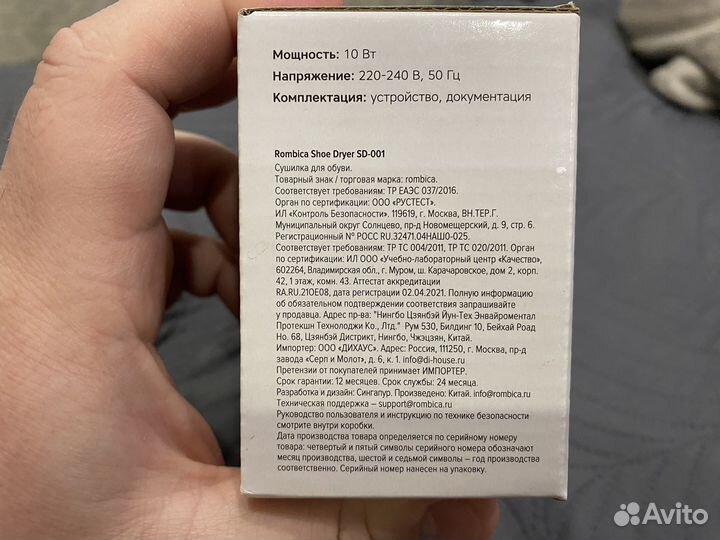 Мощность: 10 Вт
Напряжение: 220-240 В, 50 Гц
Комплектация: устройство, документация
Rombica Shoe Dryer SD-001
Сушилка для обуви.
Товарный знак / торговая марка: rombica.
Соответствует требованиям: ТР ЕАЭС 037/2016.
Орган по сертификации: ООО «РУСТЕСТ».
ИЛ «Контроль Безопасности». 119619, г. Москва, ВН.ТЕР.Г.
Муниципальный округ Солнцево, пр-д Новомещерский, д. 9, стр. 6.
Регистрационный № РОСС RU.32471.04НАШ0-025.
Соответствует требованиям: ТР ТС 004/2011, ТР ТС 020/2011. Орган
по сертификации: ИЛ ООО «Учебно-лабораторный центр «Качество»,
602264, Владимирская обл., г. Муром, ш. Карачаровское, дом 2, корп.
42, 1 этаж, комн. 43. Аттестат аккредитации
RA.RU.21ОЕ08, дата регистрации 02.04.2021. Полную информацию
об обязательном подтверждении соответствия запрашивайте
у продавца. Адрес пр-ва: "Нингбо Цзянбэй Йун-Тех Энвайроментал
Протекшн Технолоджи Ко., Лтд." Рум 530, Билдинг 10, Бейхай Роад
Но. 68, Цзянбэй Дистрикт, Нингбо, Чжэцзян, Китай.
Импортер: ООО «ДИХАУС». Адрес: Россия, 111250, г. Москва, пр-д
завода «Серп и Молот», д. 6, к. 1. info@di-house.ru
Претензии от покупателей принимает ИМПОРТЕР.
Срок гарантии: 12 месяцев. Срок службы: 24 месяца.
Разработка и дизайн: Сингапур. Произведено: Китай. info@rombica.ru
Техническая поддержка – support@rombica.ru
Руководство пользователя и инструкцию по технике безопасности
смотрите внутри коробки.
Дата производства товара определяется по серийному номеру
товара: четвертый и пятый символы серийного номера обозначают
месяц производства, шестой и седьмой символы – год производства
соответственно. Серийный номер нанесен на упаковку.
Avito